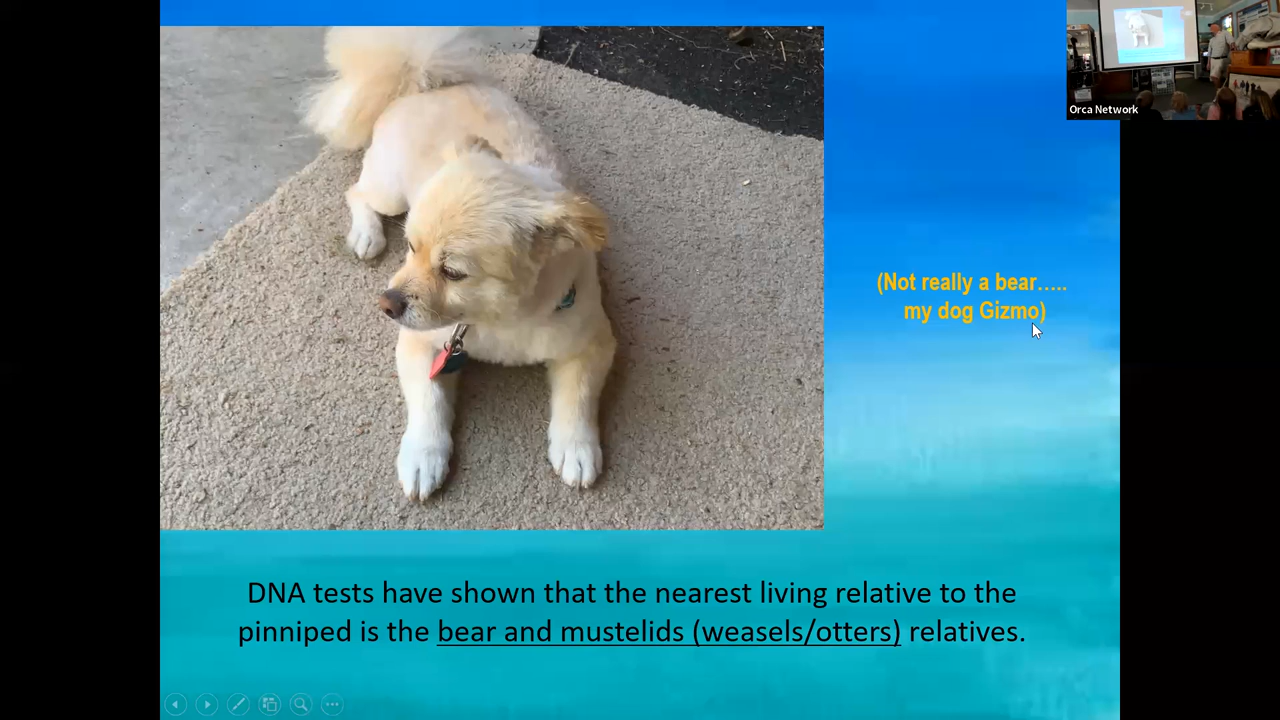 Orca Network
(Not really a bear.....
my dog Gizmo)
DNA tests have shown that the nearest living relative to the
pinniped is the bear and mustelids (weasels/otters) relatives.